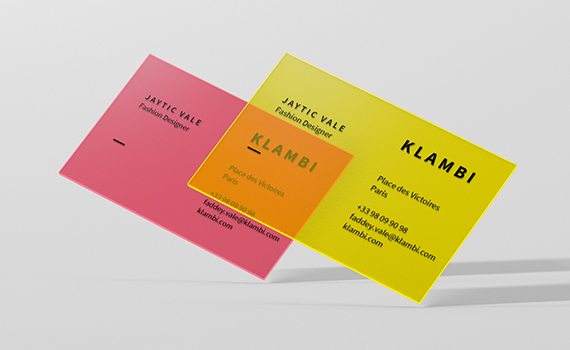 JAYTIC VALE
Fashion Designer
KLAMBI
Place des Victoires
Paris
+33 98 09 90 98
faddey.vale@klambi.com
klambi.com
JAYTIC VALE
Fashion Designer
KLAMBI
Place des Victoires
Paris
+33 98 09 90 98
faddey.vale@klambi.com
klambi.com